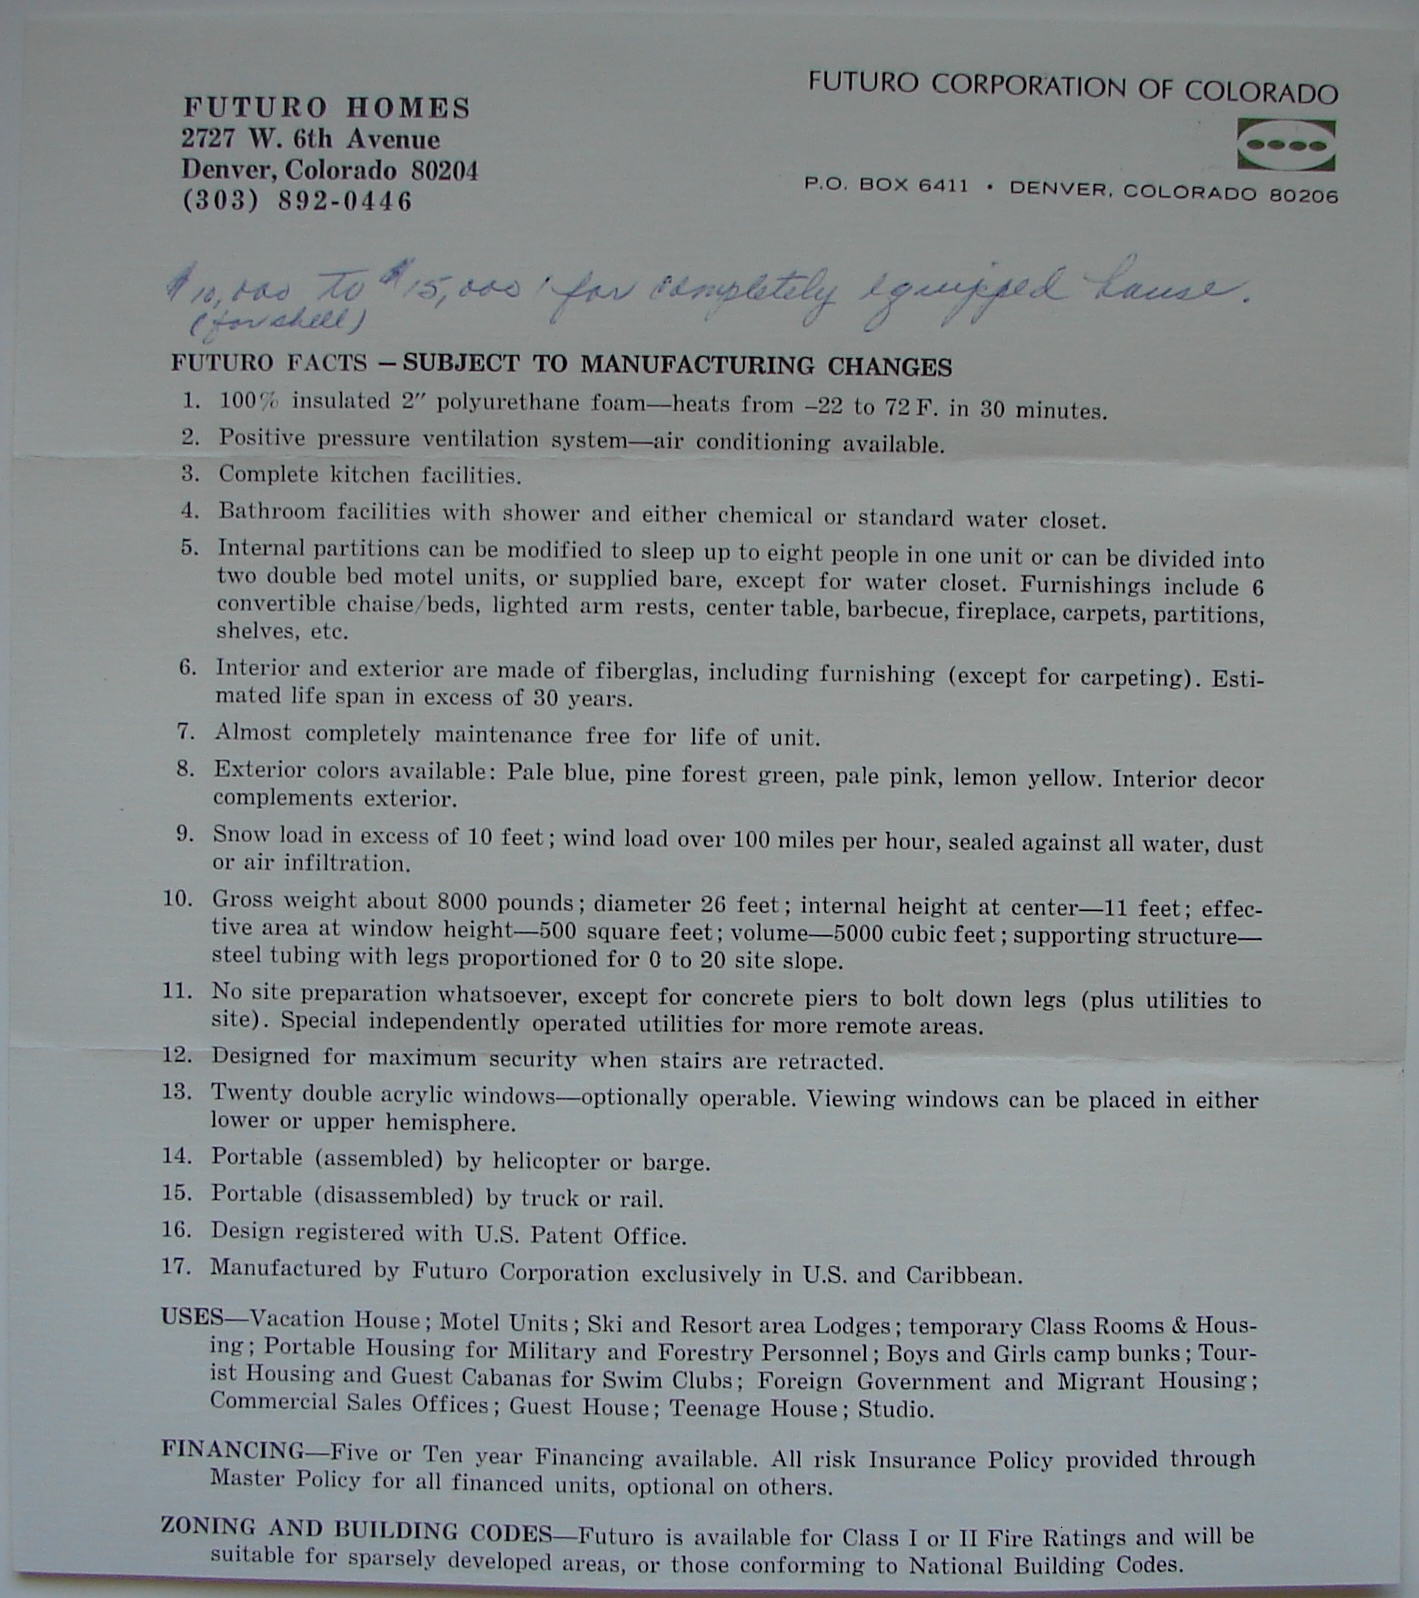 FUTURO HOMES
2727 W. 6th Avenue
Denver, Colorado 80204
(303) 892-0446
FUTURO CORPORATION OF COLORADO
P.O. BOX 6411 • DENVER, COLORADO 80206
$10,000 to $15,000 for completely equipped house.
(for shell)
FUTURO FACTS — SUBJECT TO MANUFACTURING CHANGES
1. 100% insulated 2″ polyurethane foam—heats from –22 to 72 F. in 30 minutes.
2. Positive pressure ventilation system—air conditioning available.
3. Complete kitchen facilities.
4. Bathroom facilities with shower and either chemical or standard water closet.
5. Internal partitions can be modified to sleep up to eight people in one unit or can be divided into
two double bed motel units, or supplied bare, except for water closet. Furnishings include 6
convertible chaise/beds, lighted arm rests, center table, barbecue, fireplace, carpets, partitions,
shelves, etc.
6. Interior and exterior are made of fiberglas, including furnishing (except for carpeting). Esti-
mated life span in excess of 30 years.
7. Almost completely maintenance free for life of unit.
8. Exterior colors available: Pale blue, pine forest green, pale pink, lemon yellow. Interior decor
complements exterior.
9. Snow load in excess of 10 feet; wind load over 100 miles per hour, sealed against all water, dust
or air infiltration.
10. Gross weight about 8000 pounds; diameter 26 feet; internal height at center—11 feet; effec-
tive area at window height—500 square feet; volume—5000 cubic feet; supporting structure—
steel tubing with legs proportioned for 0 to 20 site slope.
11. No site preparation whatsoever, except for concrete piers to bolt down legs (plus utilities to
site). Special independently operated utilities for more remote areas.
12. Designed for maximum security when stairs are retracted.
13. Twenty double acrylic windows—optionally operable. Viewing windows can be placed in either
lower or upper hemisphere.
14. Portable (assembled) by helicopter or barge.
15. Portable (disassembled) by truck or rail.
16. Design registered with U.S. Patent Office.
17. Manufactured by Futuro Corporation exclusively in U.S. and Caribbean.
USES—Vacation House; Motel Units; Ski and Resort area Lodges; temporary Class Rooms & Hous-
ing; Portable Housing for Military and Forestry Personnel; Boys and Girls camp bunks; Tour-
ist Housing and Guest Cabanas for Swim Clubs; Foreign Government and Migrant Housing;
Commercial Sales Offices; Guest House; Teenage House; Studio.
FINANCING—Five or Ten year Financing available. All risk Insurance Policy provided through
Master Policy for all financed units, optional on others.
ZONING AND BUILDING CODES—Futuro is available for Class I or II Fire Ratings and will be
suitable for sparsely developed areas, or those conforming to National Building Codes.